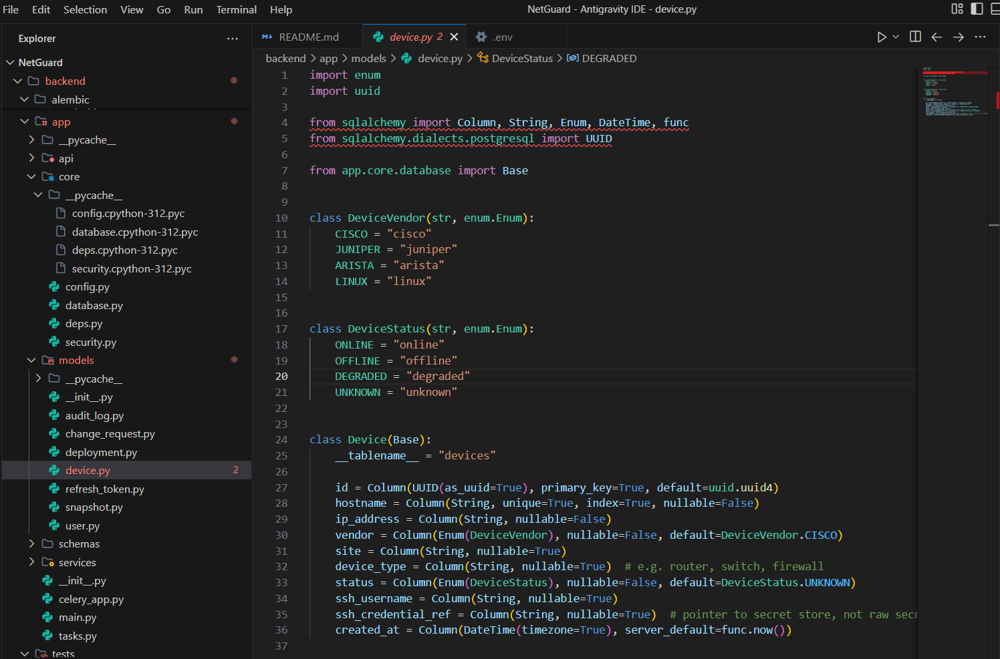 File Edit Selection View Go Run Terminal Help
NetGuard - Antigravity IDE - device.py
Explorer
NetGuard
backend
alembic
app
__pycache__
api
core
__pycache__
config.cpython-312.pyc
database.cpython-312.pyc
deps.cpython-312.pyc
security.cpython-312.pyc
config.py
database.py
deps.py
security.py
models
__pycache__
__init__.py
audit_log.py
change_request.py
deployment.py
device.py 2
refresh_token.py
snapshot.py
user.py
schemas
services
__init__.py
celery_app.py
main.py
tasks.py
tests
README.md
device.py 2
.env
backend > app > models > device.py > DeviceStatus > DEGRADED
1 import enum
2 import uuid
3
4 from sqlalchemy import Column, String, Enum, DateTime, func
5 from sqlalchemy.dialects.postgresql import UUID
6
7 from app.core.database import Base
8
9
10 class DeviceVendor(str, enum.Enum):
11 CISCO = "cisco"
12 JUNIPER = "juniper"
13 ARISTA = "arista"
14 LINUX = "linux"
15
16
17 class DeviceStatus(str, enum.Enum):
18 ONLINE = "online"
19 OFFLINE = "offline"
20 DEGRADED = "degraded"
21 UNKNOWN = "unknown"
22
23
24 class Device(Base):
25 __tablename__ = "devices"
26
27 id = Column(UUID(as_uuid=True), primary_key=True, default=uuid.uuid4)
28 hostname = Column(String, unique=True, index=True, nullable=False)
29 ip_address = Column(String, nullable=False)
30 vendor = Column(Enum(DeviceVendor), nullable=False, default=DeviceVendor.CISCO)
31 site = Column(String, nullable=True)
32 device_type = Column(String, nullable=True) # e.g. router, switch, firewall
33 status = Column(Enum(DeviceStatus), nullable=False, default=DeviceStatus.UNKNOWN)
34 ssh_username = Column(String, nullable=True)
35 ssh_credential_ref = Column(String, nullable=True) # pointer to secret store, not raw secr
36 created_at = Column(DateTime(timezone=True), server_default=func.now())
37